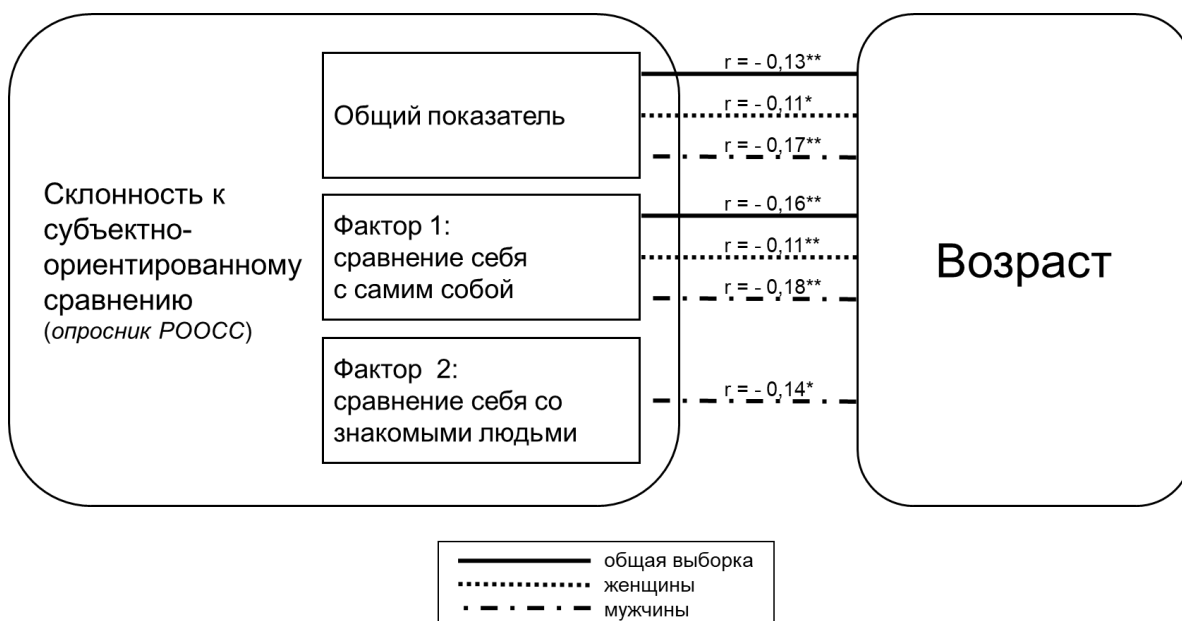 Склонность к
субъектно-
ориентированному
сравнению
(опросник РООСС)
Общий показатель
Фактор 1:
сравнение себя
с самим собой
Фактор 2:
сравнение себя со
знакомыми людьми
r = - 0,13**
r = - 0,11*
r = - 0,17**
r = - 0,16**
r = - 0,11**
r = - 0,18**
r = - 0,14*
Возраст
общая выборка
женщины
мужчины